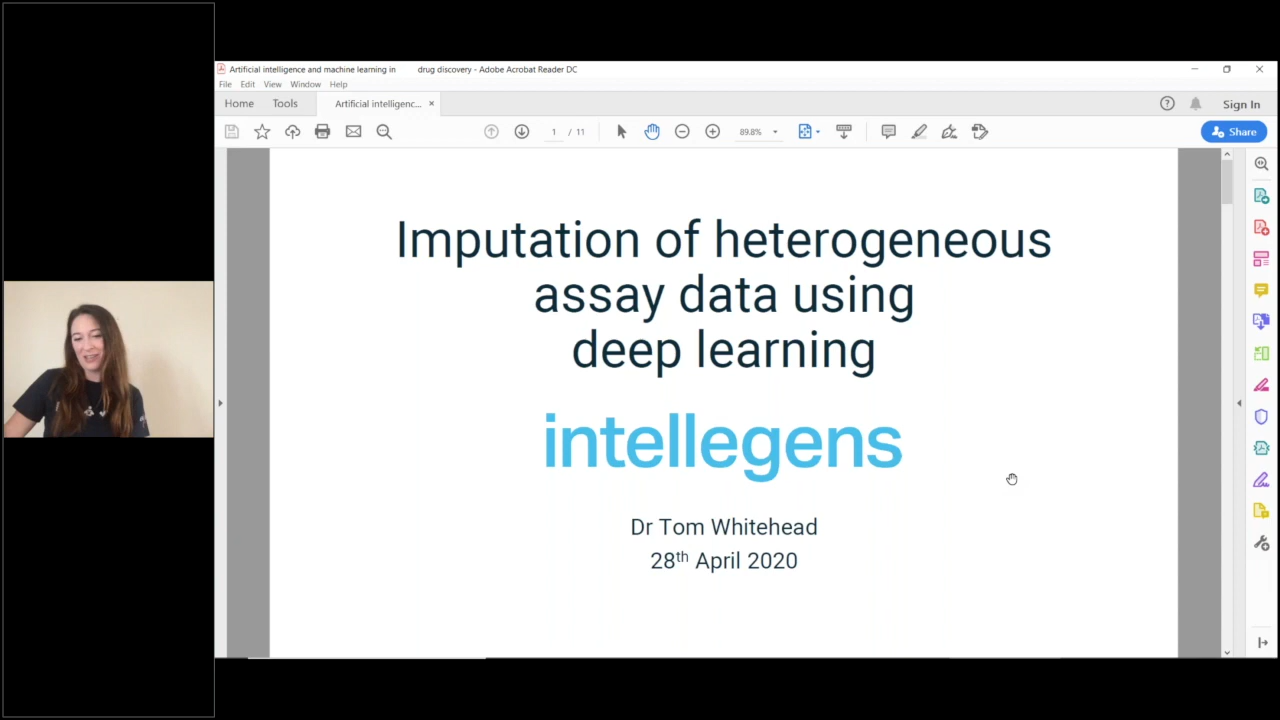 Artificial intelligence and machine learning in drug discovery - Adobe Acrobat Reader DC
File Edit View Window Help
Home Tools Artificial intelligenc... ×
Sign In
1 / 11
89.8%
Share
Imputation of heterogeneous
assay data using
deep learning
intellegens
Dr Tom Whitehead
28th April 2020